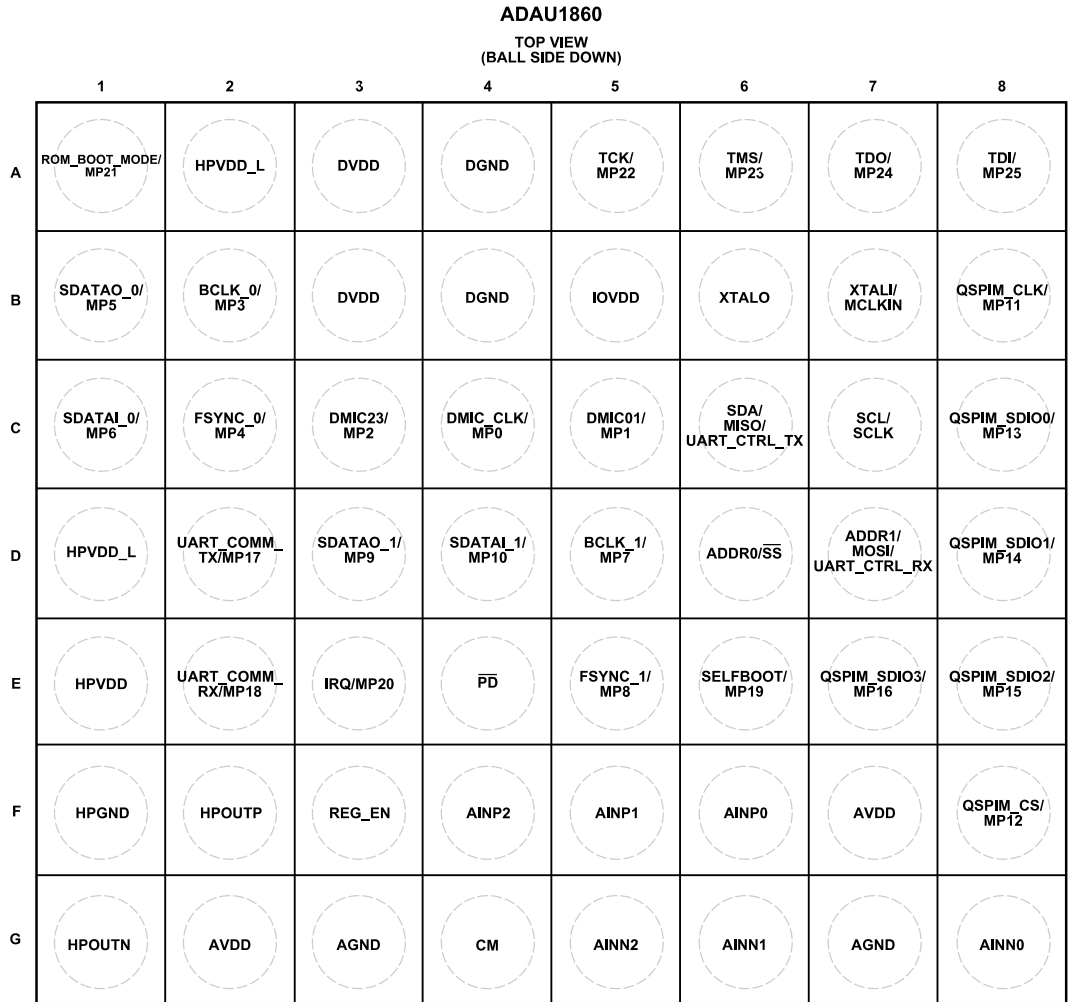 ADAU1860
TOP VIEW
(BALL SIDE DOWN)
1 2 3 4 5 6 7 8
A
ROM_BOOT_MODE/
MP21
HPVDD_L
DVDD
DGND
TCK/
MP22
TMS/
MP23
TDO/
MP24
TDI/
MP25
B
SDATAO_0/
MP5
BCLK_0/
MP3
DVDD
DGND
IOVDD
XTALO
XTALI/
MCLKIN
QSPIM_CLK/
MP11
C
SDATAI_0/
MP6
FSYNC_0/
MP4
DMIC23/
MP2
DMIC_CLK/
MP0
DMIC01/
MP1
SDA/
MISO/
UART_CTRL_TX
SCL/
SCLK
QSPIM_SDIO0/
MP13
D
HPVDD_L
UART_COMM_
TX/MP17
SDATAO_1/
MP9
SDATAI_1/
MP10
BCLK_1/
MP7
ADDR0/S̅S̅
ADDR1/
MOSI/
UART_CTRL_RX
QSPIM_SDIO1/
MP14
E
HPVDD
UART_COMM_
RX/MP18
IRQ/MP20
P̅D̅
FSYNC_1/
MP8
SELFBOOT/
MP19
QSPIM_SDIO3/
MP16
QSPIM_SDIO2/
MP15
F
HPGND
HPOUTP
REG_EN
AINP2
AINP1
AINP0
AVDD
QSPIM_CS/
MP12
G
HPOUTN
AVDD
AGND
CM
AINN2
AINN1
AGND
AINN0